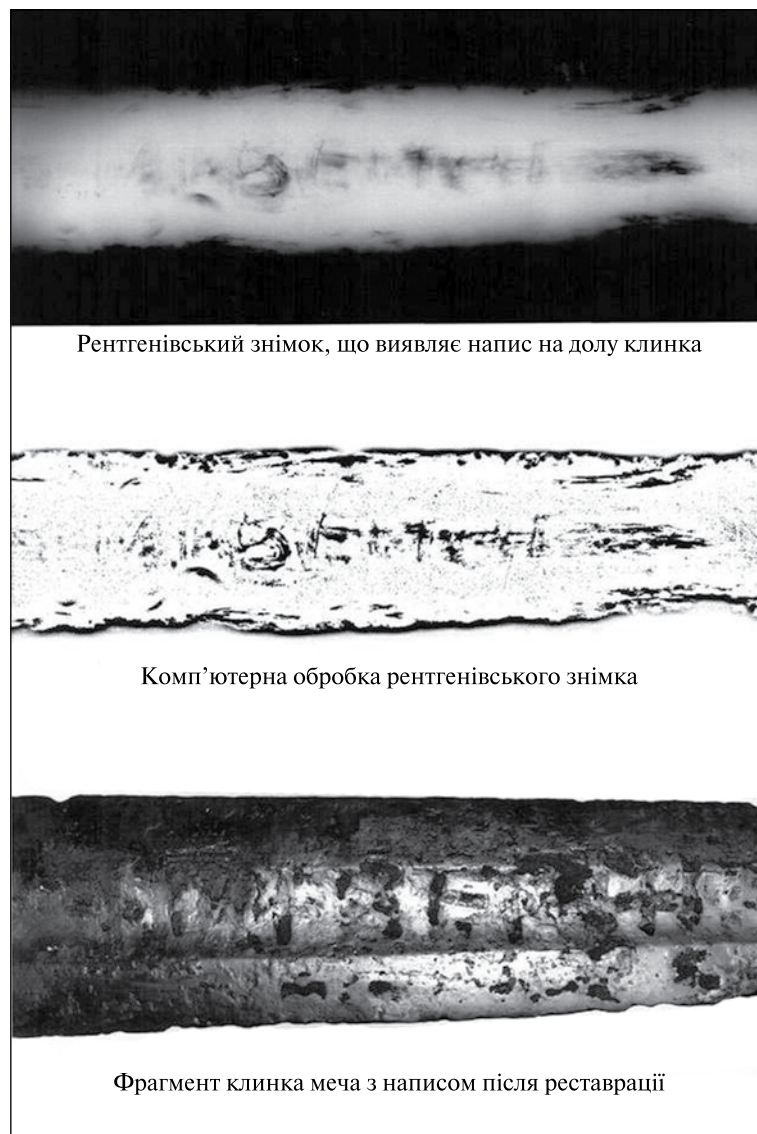 Рентгенівський знімок, що виявляє напис на долу клинка
Комп’ютерна обробка рентгенівського знімка
Фрагмент клинка меча з написом після реставрації